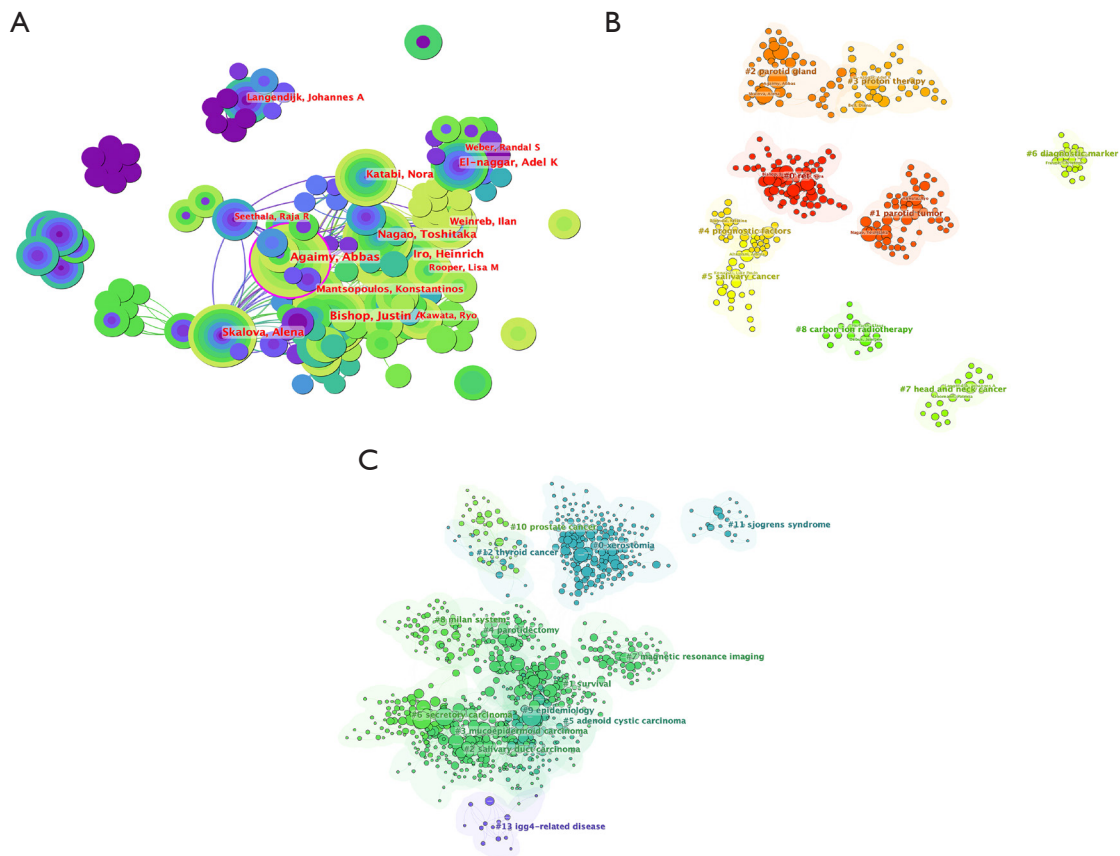 A
B
Langendijk, Johannes A
Weber, Randal S
El-naggar, Adel K
Katabi, Nora
Seethala, Raja R
Weinreb, Ilan
Nagao, Toshitaka
Agaimy, Abbas
Iro, Heinrich
Rooper, Lisa M
Mantsopoulos, Konstantinos
Bishop, Justin A
Kawata, Ryo
Skalova, Alena
#2 parotid gland
#3 proton therapy
#6 diagnostic marker
#0 ret
#1 parotid tumor
#4 prognostic factors
#5 salivary cancer
#8 carbon ion radiotherapy
#7 head and neck cancer
C
#10 prostate cancer
#11 sjogrens syndrome
#12 thyroid cancer
#0 xerostomia
#8 milan system
#4 parotidectomy
#7 magnetic resonance imaging
#1 survival
#6 secretory carcinoma
#9 epidemiology
#5 adenoid cystic carcinoma
#3 mucoepidermoid carcinoma
#2 salivary duct carcinoma
#13 igg4-related disease